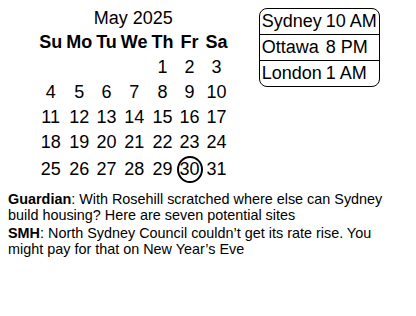 May 2025
Su Mo Tu We Th Fr Sa
1 2 3
4 5 6 7 8 9 10
11 12 13 14 15 16 17
18 19 20 21 22 23 24
25 26 27 28 29 30 31
Sydney 10 AM
Ottawa 8 PM
London 1 AM
Guardian: With Rosehill scratched where else can Sydney
build housing? Here are seven potential sites
SMH: North Sydney Council couldn’t get its rate rise. You
might pay for that on New Year’s Eve